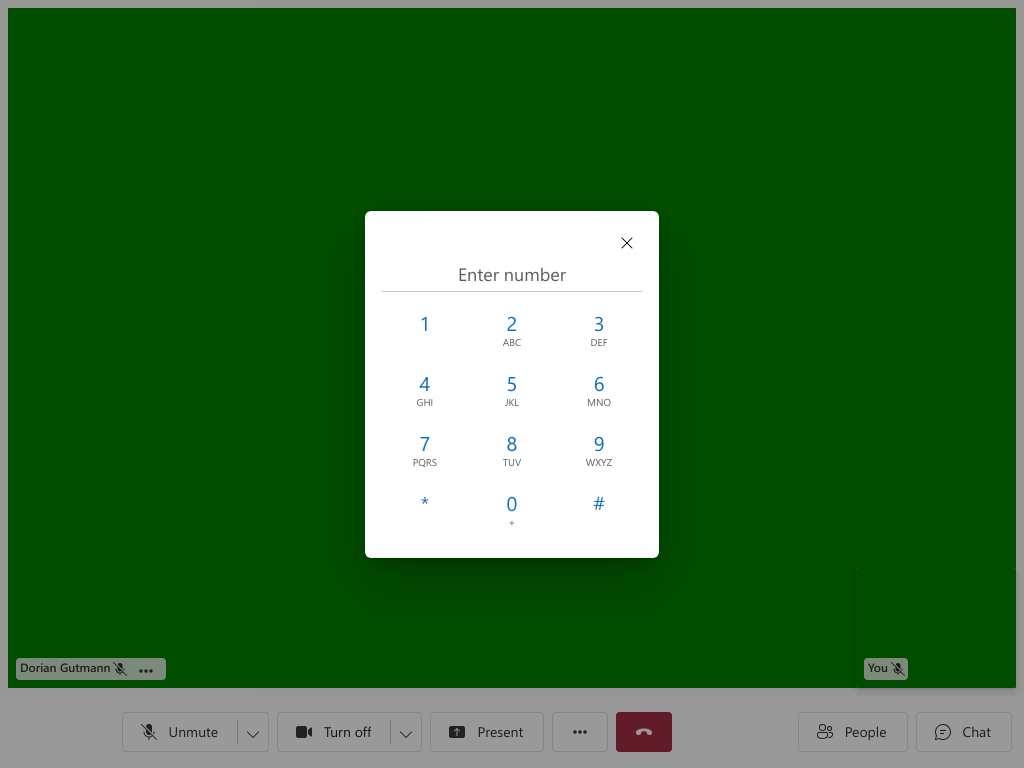 Enter number
1 2 3
ABC DEF
4 5 6
GHI JKL MNO
7 8 9
PQRS TUV WXYZ
* 0 #
+
Dorian Gutmann
You
Unmute Turn off Present People Chat